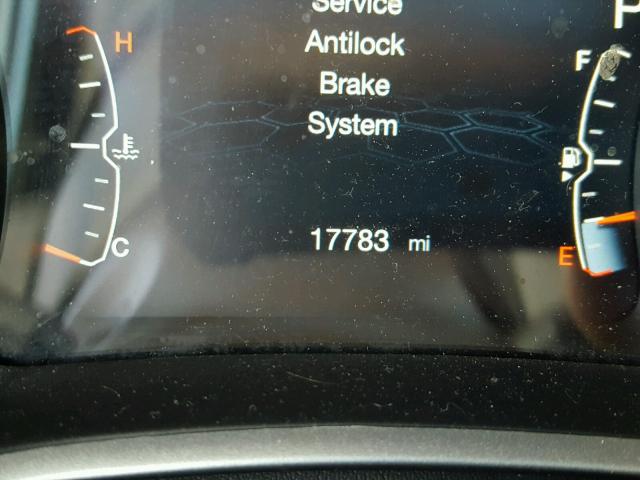 Service
P
H
Antilock
F
Brake
System
17783 mi
C
E